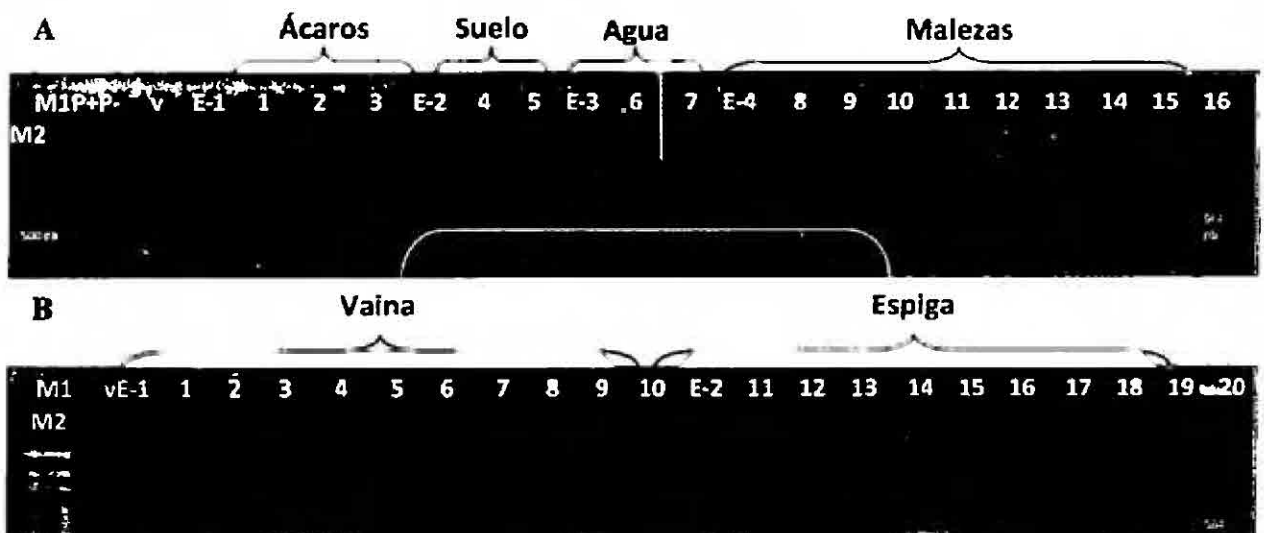 A
Ácaros Suelo Agua Malezas
M1 P+ P- v E-1 1 2 3 E-2 4 5 E-3 6 7 E-4 8 9 10 11 12 13 14 15 16
M2
B
Vaina Espiga
M1 v E-1 1 2 3 4 5 6 7 8 9 10 E-2 11 12 13 14 15 16 17 18 19 20
M2